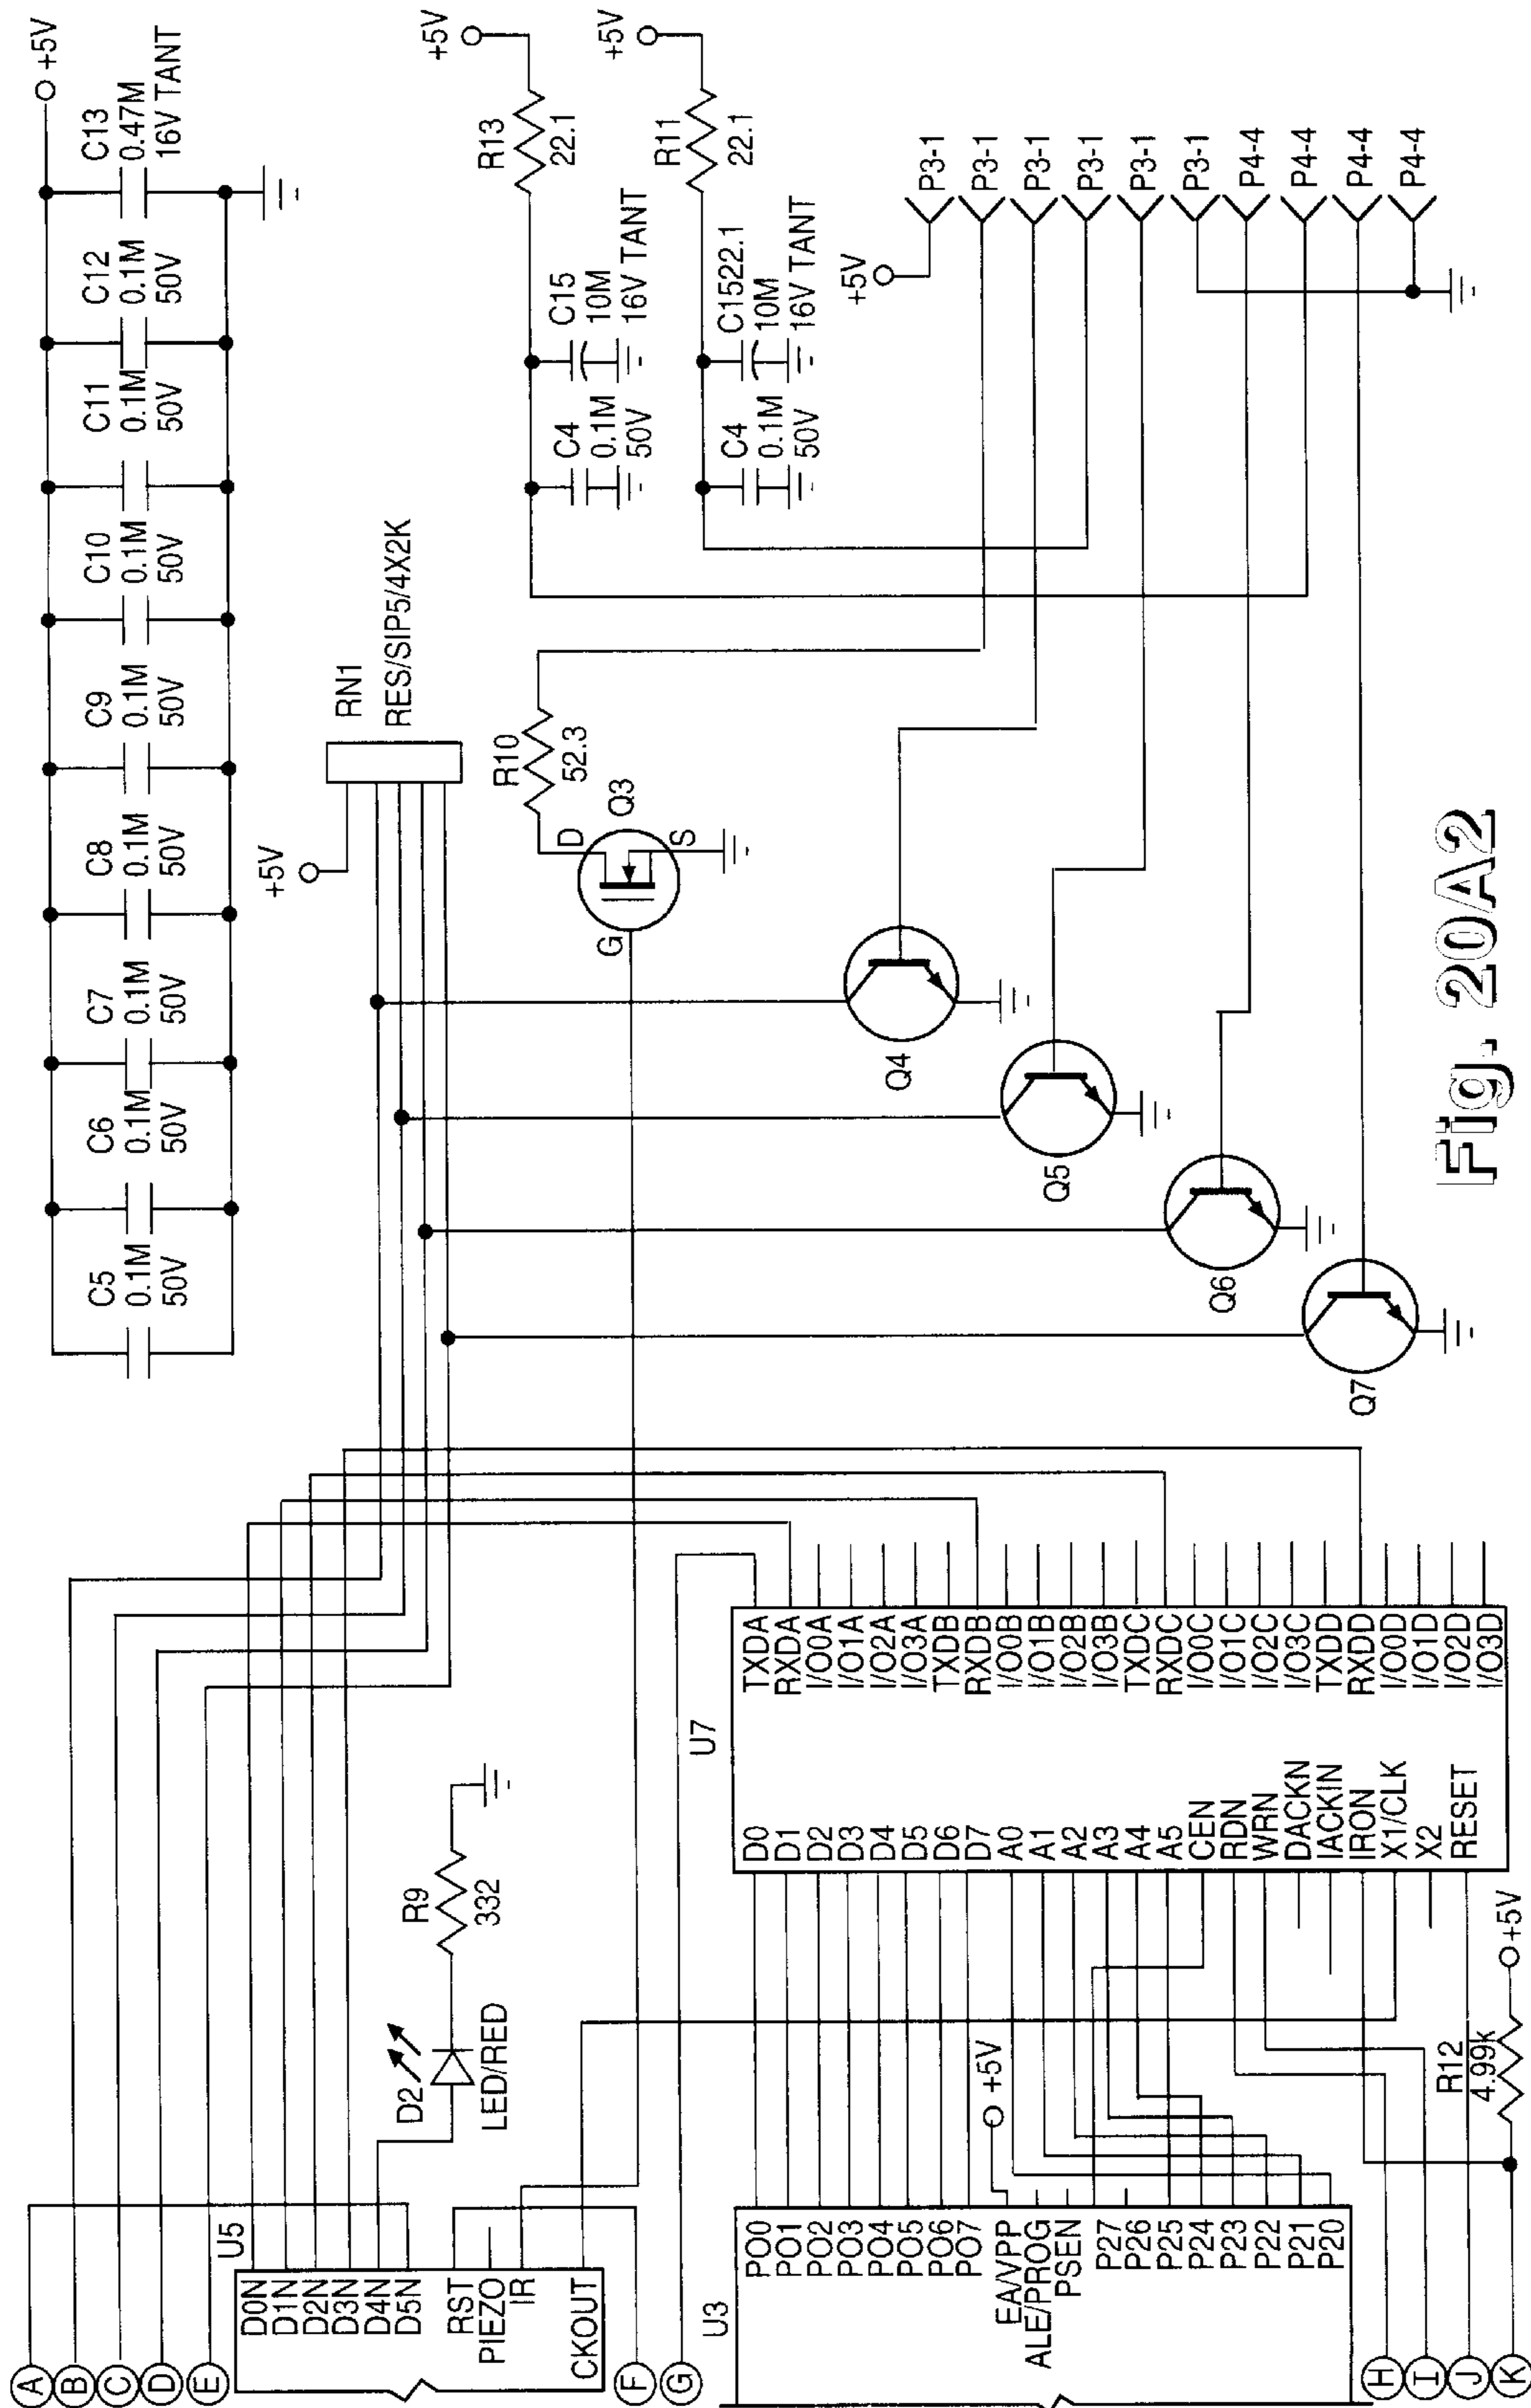 +5V
C5
0.1M
50V
C6
0.1M
50V
C7
0.1M
50V
C8
0.1M
50V
C9
0.1M
50V
C10
0.1M
50V
C11
0.1M
50V
C12
0.1M
50V
C13
0.47M
16V TANT
+5V
RN1
RES/SIP5/4X2K
+5V
R13
22.1
C4
0.1M
50V
C15
10M
16V TANT
+5V
R11
22.1
C4
0.1M
50V
C1522.1
10M
16V TANT
R10
52.3
Q3
D
G
S
Q4
Q5
Q6
Q7
+5V
P3-1
P3-1
P3-1
P3-1
P3-1
P3-1
P4-4
P4-4
P4-4
P4-4
A
B
C
D
E
U5
D0N
D1N
D2N
D3N
D4N
D5N
RST
PIEZO
IR
CKOUT
D2
LED/RED
R9
332
F
G
U3
PO0
PO1
PO2
PO3
PO4
PO5
PO6
PO7
EA/VPP
ALE/PROG
PSEN
P27
P26
P25
P24
P23
P22
P21
P20
+5V
U7
D0
D1
D2
D3
D4
D5
D6
D7
A0
A1
A2
A3
A4
A5
CEN
RDN
WRN
DACKN
IACKIN
IRON
X1/CLK
X2
RESET
TXDA
RXDA
I/O0A
I/O1A
I/O2A
I/O3A
TXDB
RXDB
I/O0B
I/O1B
I/O2B
I/O3B
TXDC
RXDC
I/O0C
I/O1C
I/O2C
I/O3C
TXDD
RXDD
I/O0D
I/O1D
I/O2D
I/O3D
H
I
J
K
R12
4.99k
+5V
Fig. 20A2